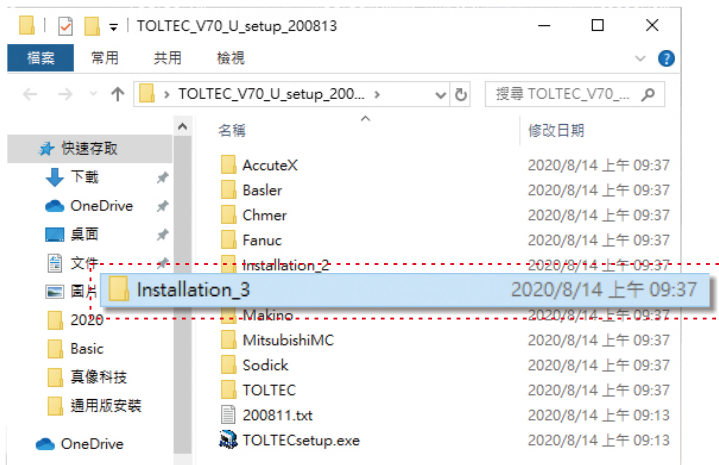 TOLTEC_V70_U_setup_200813
檔案 常用 共用 檢視
TOLTEC_V70_U_setup_200... 搜尋 TOLTEC_V70_...
名稱 修改日期
快速存取
下載
OneDrive
桌面
文件
圖片
2020
Basic
真像科技
通用版安裝
OneDrive
AccuteX 2020/8/14 上午 09:37
Basler 2020/8/14 上午 09:37
Chmer 2020/8/14 上午 09:37
Fanuc 2020/8/14 上午 09:37
Installation_2 2020/8/14 上午 09:37
Installation_3 2020/8/14 上午 09:37
Makino 2020/8/14 上午 09:37
MitsubishiMC 2020/8/14 上午 09:37
Sodick 2020/8/14 上午 09:37
TOLTEC 2020/8/14 上午 09:37
200811.txt 2020/8/14 上午 09:13
TOLTECsetup.exe 2020/8/14 上午 09:13